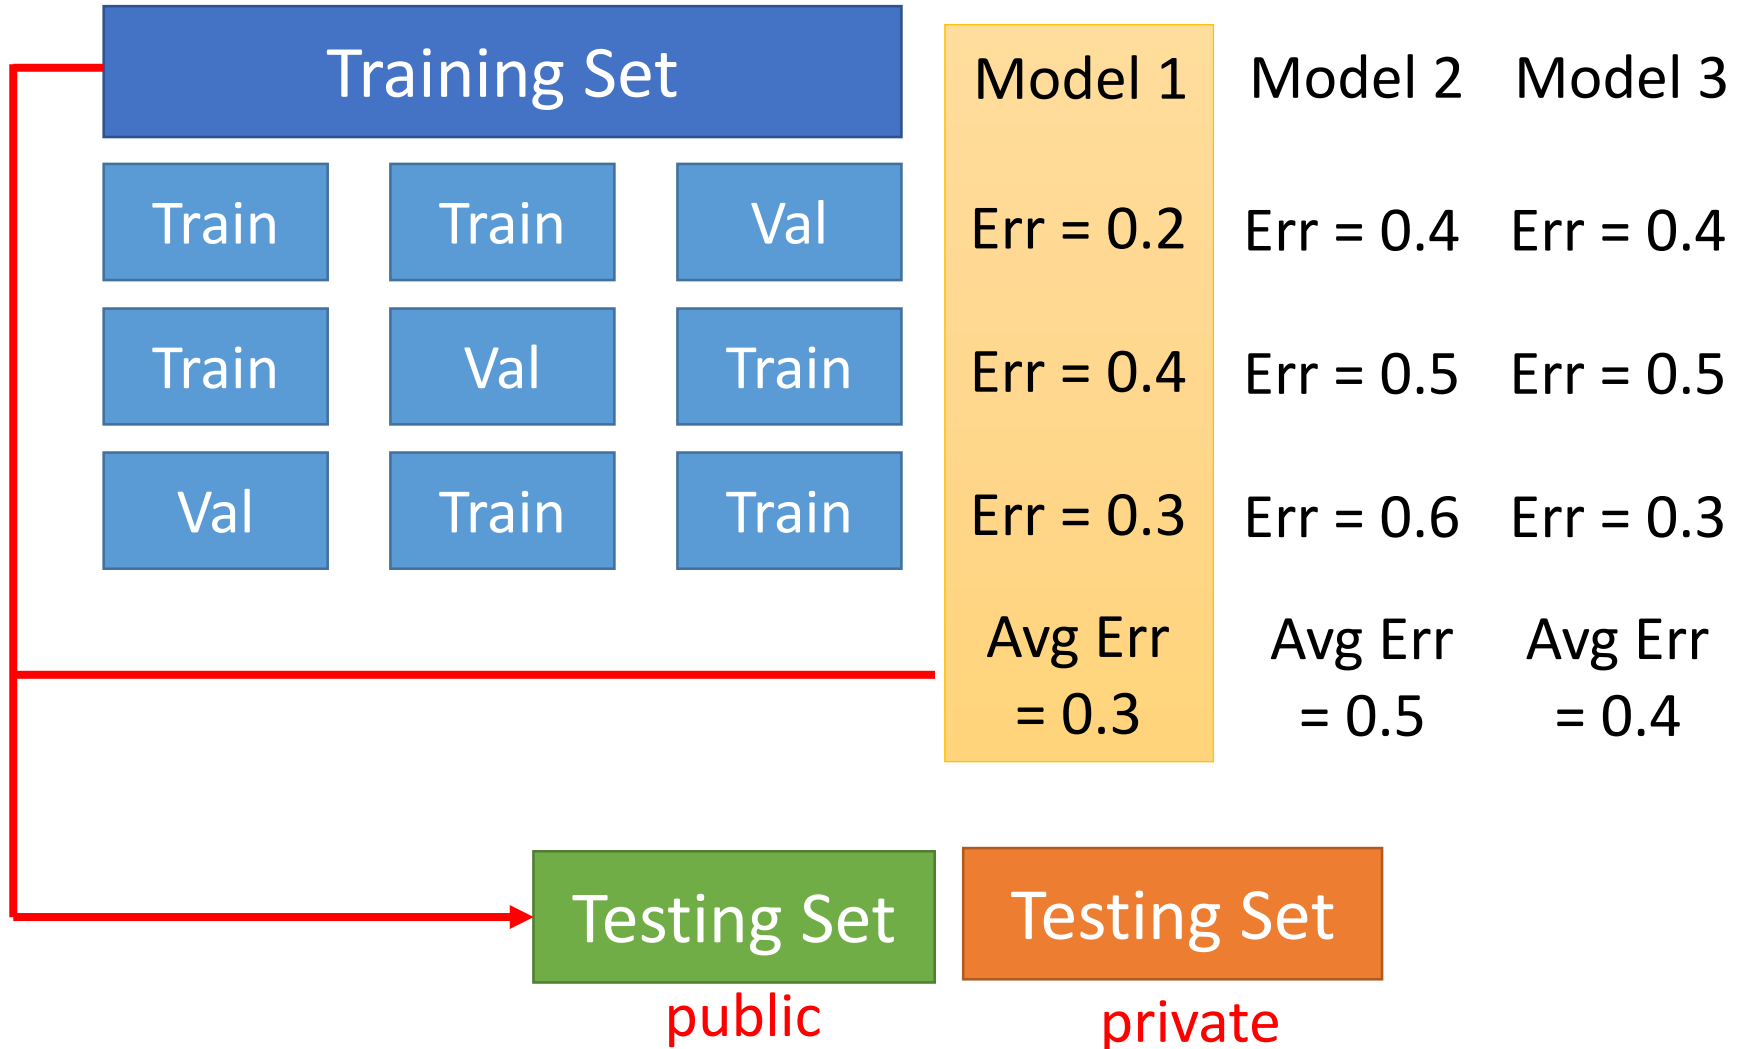 Training Set
Model 1 Model 2 Model 3
Train Train Val Err = 0.2 Err = 0.4 Err = 0.4
Train Val Train Err = 0.4 Err = 0.5 Err = 0.5
Val Train Train Err = 0.3 Err = 0.6 Err = 0.3
Avg Err Avg Err Avg Err
= 0.3 = 0.5 = 0.4
Testing Set Testing Set
public private